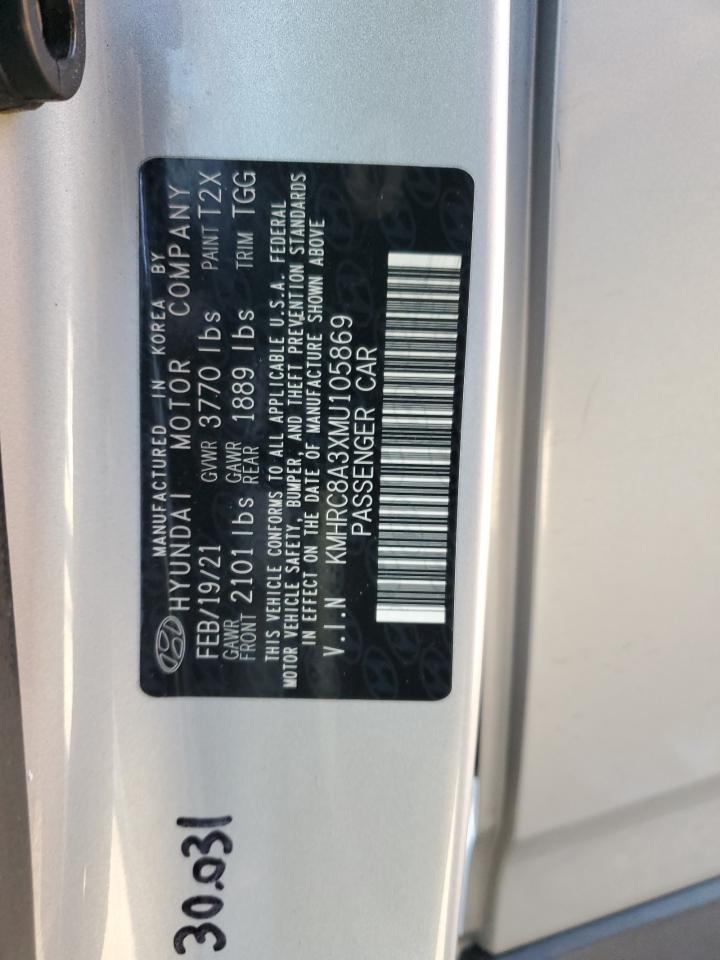 MANUFACTURED IN KOREA BY
HYUNDAI MOTOR COMPANY
FEB/19/21 GVWR 3770 lbs PAINT T2X
GAWR FRONT 2101 lbs GAWR REAR 1889 lbs TRIM TGG
THIS VEHICLE CONFORMS TO ALL APPLICABLE U.S.A. FEDERAL
MOTOR VEHICLE SAFETY, BUMPER, AND THEFT PREVENTION STANDARDS
IN EFFECT ON THE DATE OF MANUFACTURE SHOWN ABOVE
V.I.N KMHRC8A3XMU105869
PASSENGER CAR
30.031